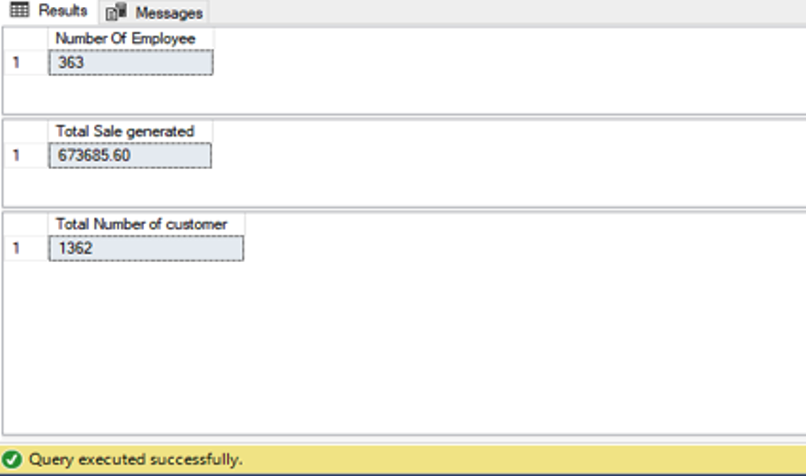 Results Messages
Number Of Employee
1 363
Total Sale generated
1 673685.60
Total Number of customer
1 1362
Query executed successfully.